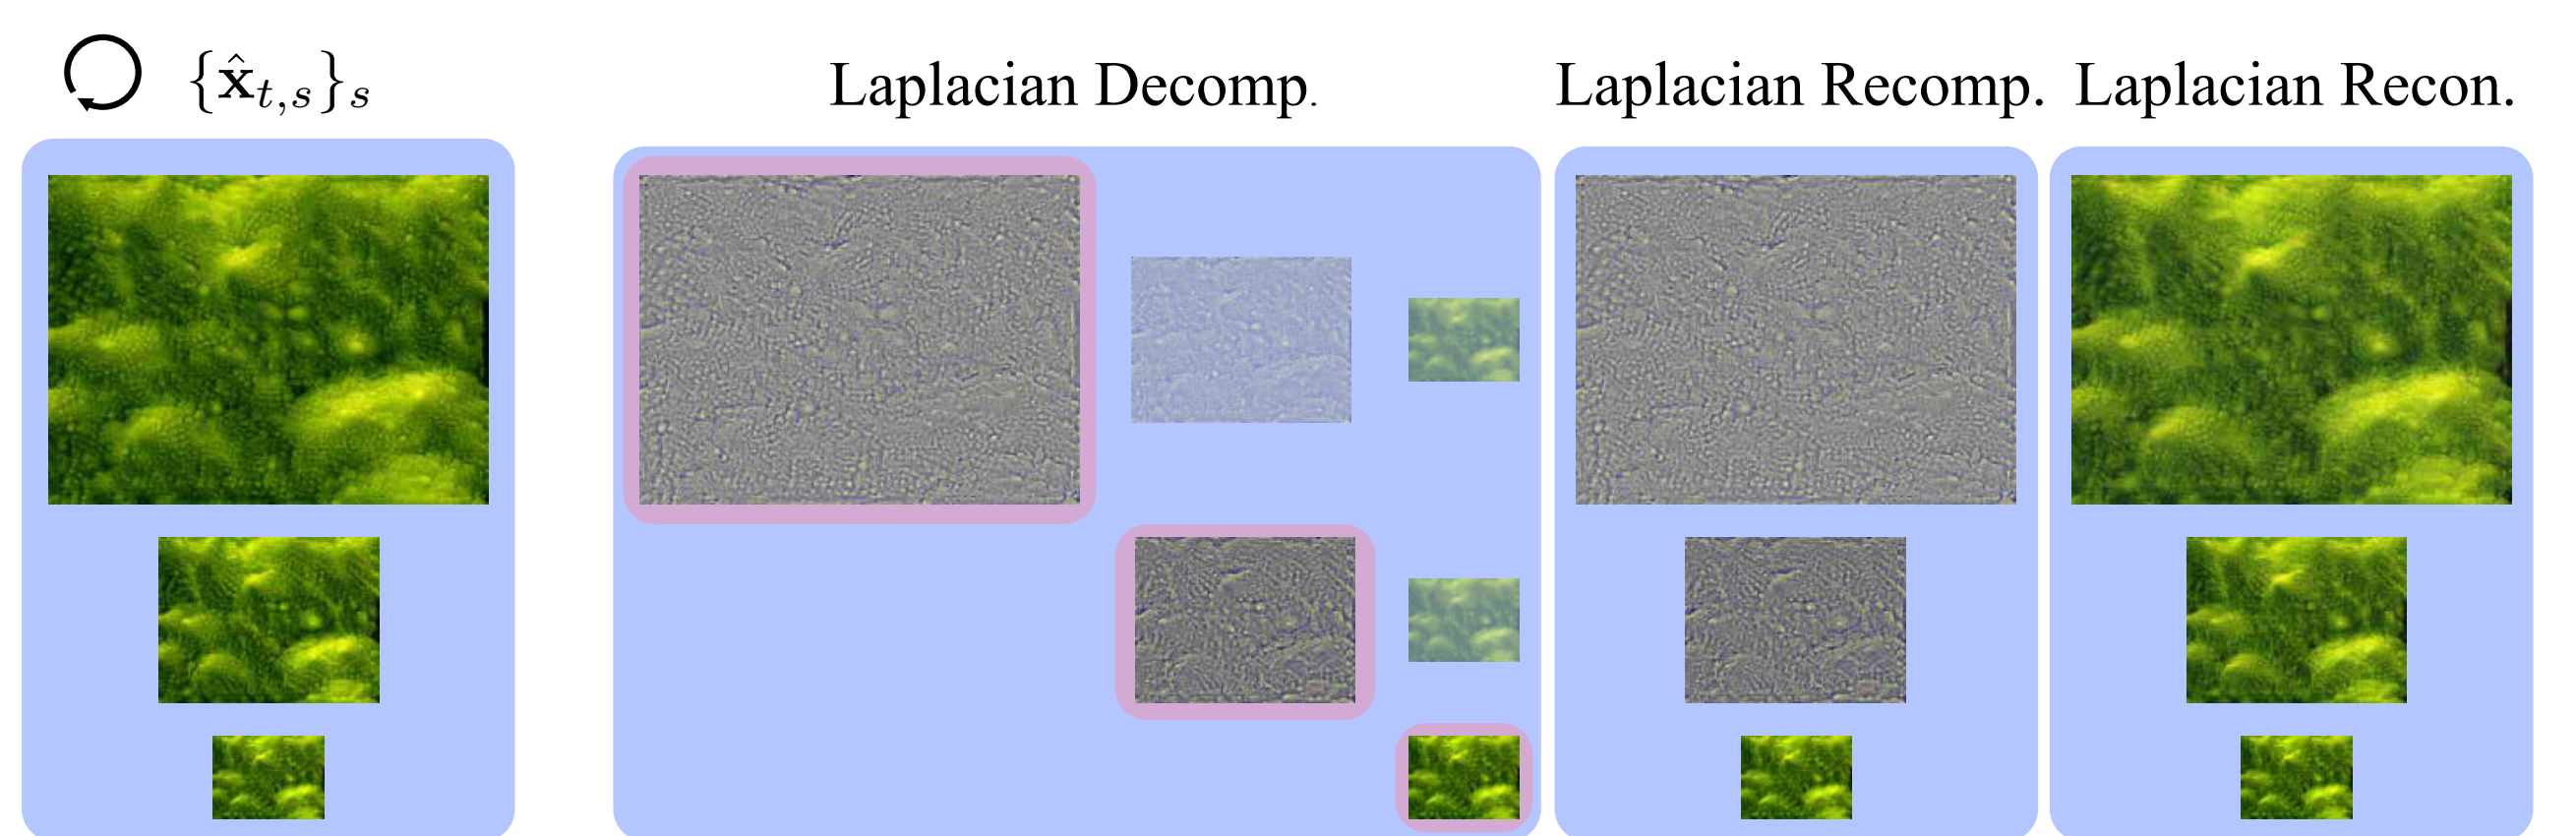 {x̂_{t,s}}_s
Laplacian Decomp.
Laplacian Recomp.
Laplacian Recon.